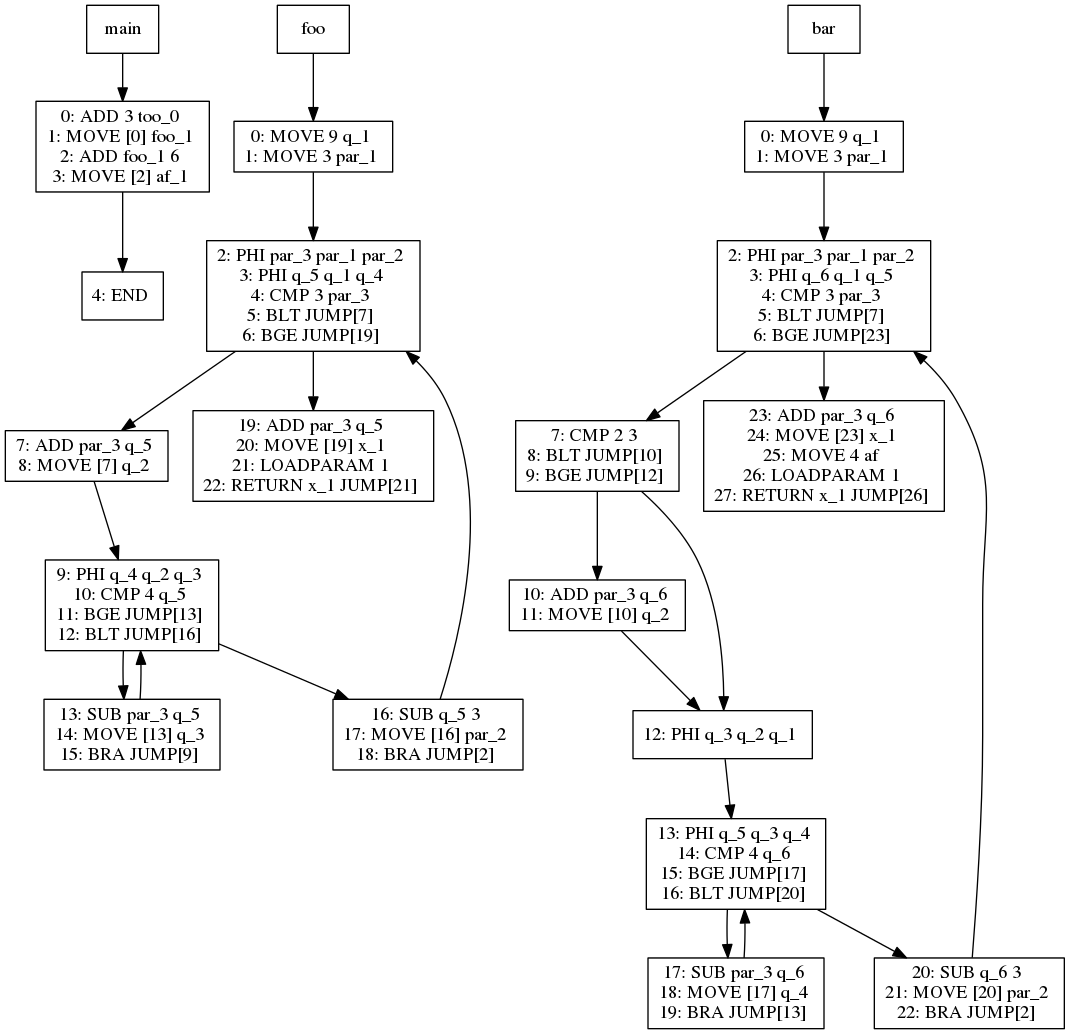 main
0: ADD 3 too_0
1: MOVE [0] foo_1
2: ADD foo_1 6
3: MOVE [2] af_1
4: END
foo
0: MOVE 9 q_1
1: MOVE 3 par_1
2: PHI par_3 par_1 par_2
3: PHI q_5 q_1 q_4
4: CMP 3 par_3
5: BLT JUMP[7]
6: BGE JUMP[19]
7: ADD par_3 q_5
8: MOVE [7] q_2
19: ADD par_3 q_5
20: MOVE [19] x_1
21: LOADPARAM 1
22: RETURN x_1 JUMP[21]
9: PHI q_4 q_2 q_3
10: CMP 4 q_5
11: BGE JUMP[13]
12: BLT JUMP[16]
13: SUB par_3 q_5
14: MOVE [13] q_3
15: BRA JUMP[9]
16: SUB q_5 3
17: MOVE [16] par_2
18: BRA JUMP[2]
bar
0: MOVE 9 q_1
1: MOVE 3 par_1
2: PHI par_3 par_1 par_2
3: PHI q_6 q_1 q_5
4: CMP 3 par_3
5: BLT JUMP[7]
6: BGE JUMP[23]
7: CMP 2 3
8: BLT JUMP[10]
9: BGE JUMP[12]
23: ADD par_3 q_6
24: MOVE [23] x_1
25: MOVE 4 af
26: LOADPARAM 1
27: RETURN x_1 JUMP[26]
10: ADD par_3 q_6
11: MOVE [10] q_2
12: PHI q_3 q_2 q_1
13: PHI q_5 q_3 q_4
14: CMP 4 q_6
15: BGE JUMP[17]
16: BLT JUMP[20]
17: SUB par_3 q_6
18: MOVE [17] q_4
19: BRA JUMP[13]
20: SUB q_6 3
21: MOVE [20] par_2
22: BRA JUMP[2]